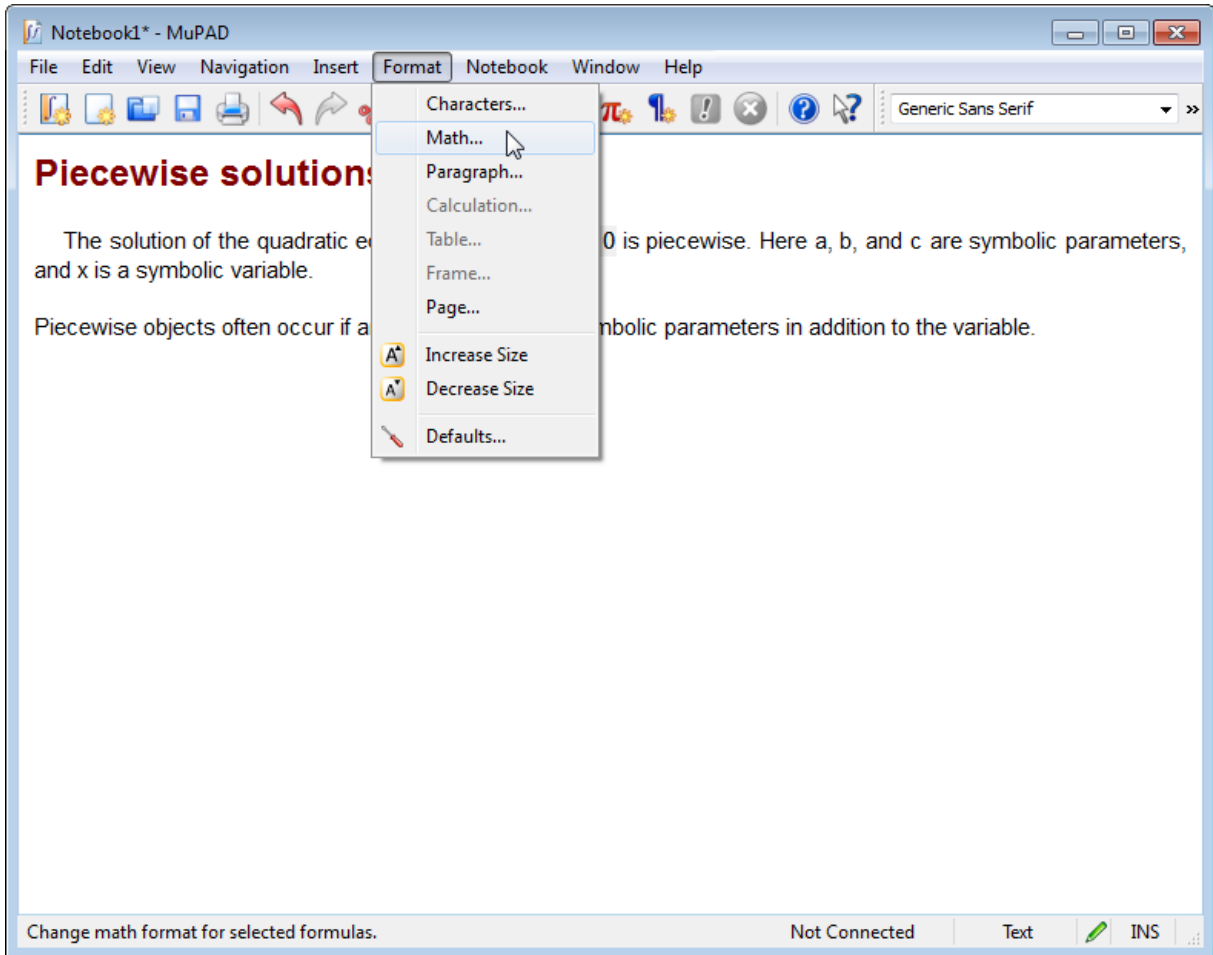 Notebook1* - MuPAD
File Edit View Navigation Insert Format Notebook Window Help
Generic Sans Serif
Characters...
Math...
Paragraph...
Calculation...
Table...
Frame...
Page...
Increase Size
Decrease Size
Defaults...
Piecewise solutions
The solution of the quadratic 0 is piecewise. Here a, b, and c are symbolic parameters,
and x is a symbolic variable.
Piecewise objects often occur if parameters in addition to the variable.
Change math format for selected formulas. Not Connected Text INS